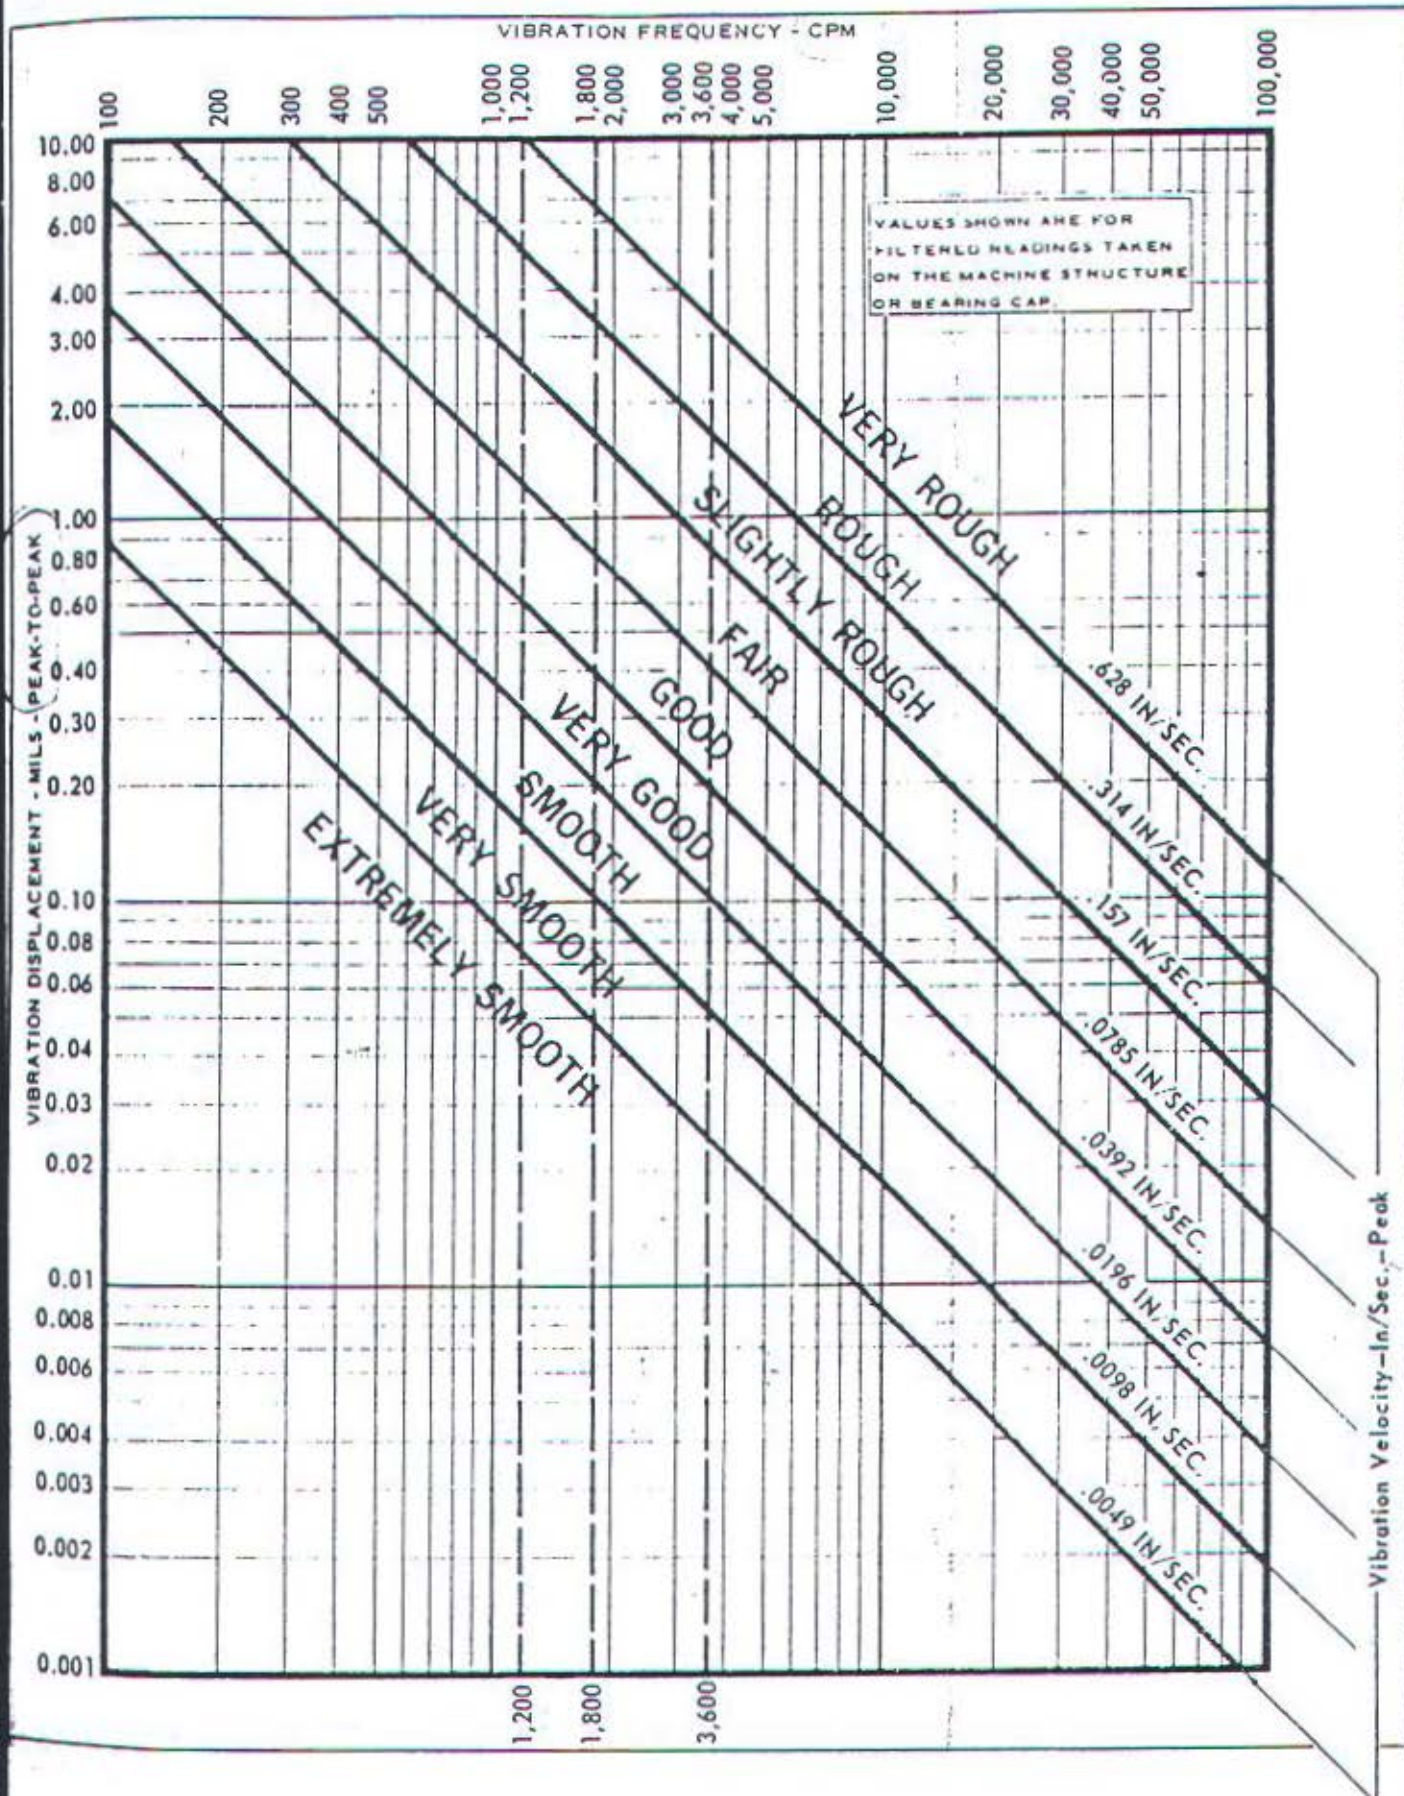 VIBRATION FREQUENCY - CPM
100
200
300
400
500
1,000
1,200
1,800
2,000
3,000
3,600
4,000
5,000
10,000
20,000
30,000
40,000
50,000
100,000
VIBRATION DISPLACEMENT - MILS - PEAK-TO-PEAK
10.00
8.00
6.00
4.00
3.00
2.00
1.00
0.80
0.60
0.40
0.30
0.20
0.10
0.08
0.06
0.04
0.03
0.02
0.01
0.008
0.006
0.004
0.003
0.002
0.001
VALUES SHOWN ARE FOR
FILTERED READINGS TAKEN
ON THE MACHINE STRUCTURE
OR BEARING CAP.
VERY ROUGH
ROUGH
SLIGHTLY ROUGH
FAIR
GOOD
VERY GOOD
SMOOTH
VERY SMOOTH
EXTREMELY SMOOTH
.628 IN/SEC.
.314 IN/SEC.
.157 IN/SEC.
.0785 IN/SEC.
.0392 IN/SEC.
.0196 IN/SEC.
.0098 IN/SEC.
.0049 IN/SEC.
Vibration Velocity-In/Sec.-Peak
1,200
1,800
3,600